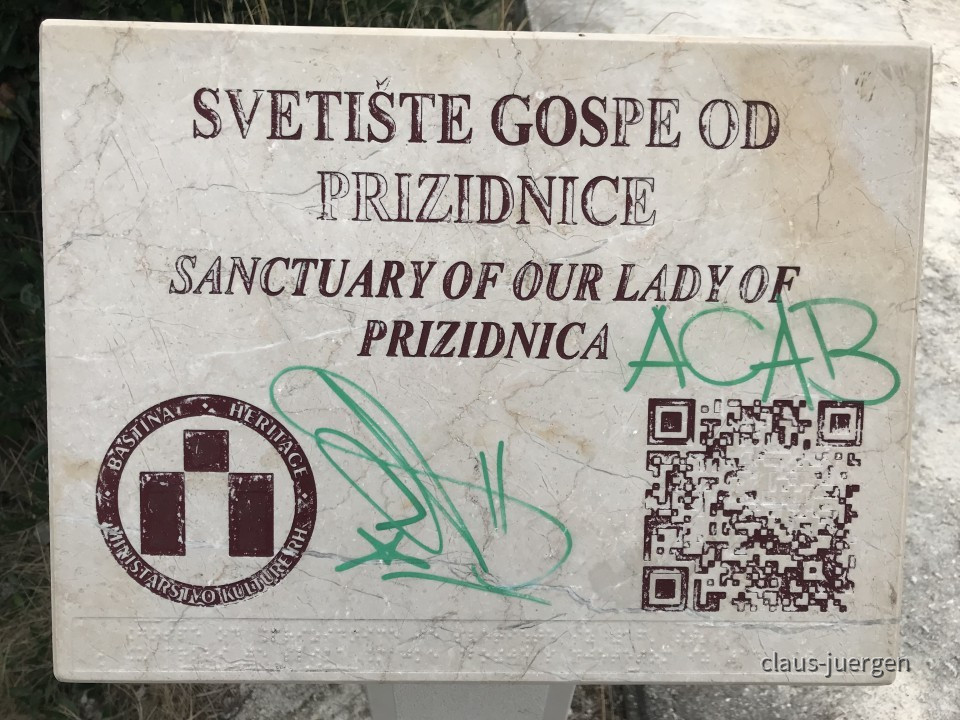 SVETIŠTE GOSPE OD
PRIZIDNICE
SANCTUARY OF OUR LADY OF
PRIZIDNICA
ACAB
BAŠTINA • HERITAGE
MINISTARSTVO KULTURE RH
claus-juergen